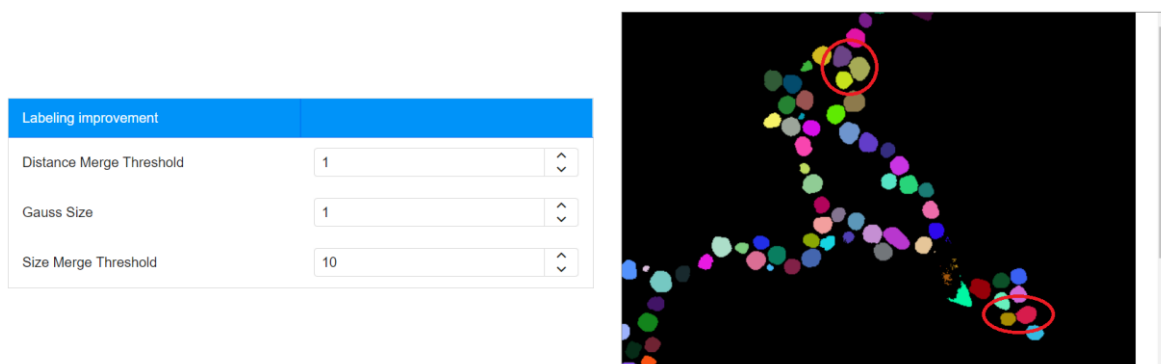 Labeling improvement
Distance Merge Threshold 1
Gauss Size 1
Size Merge Threshold 10